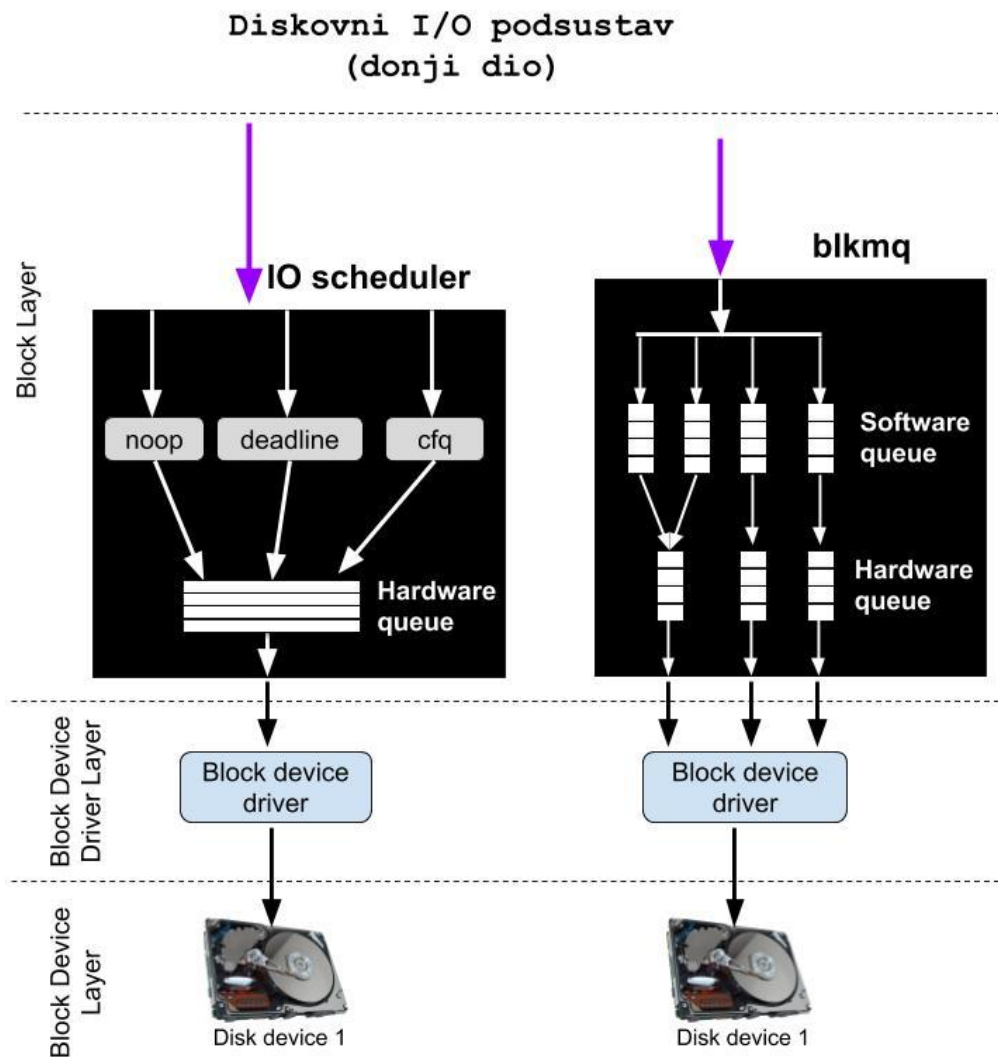 Diskovni I/O podsustav
(donji dio)
Block Layer
IO scheduler
noop
deadline
cfq
Hardware
queue
blkmq
Software
queue
Hardware
queue
Block Device
Driver Layer
Block device
driver
Block device
driver
Block Device
Layer
Disk device 1
Disk device 1